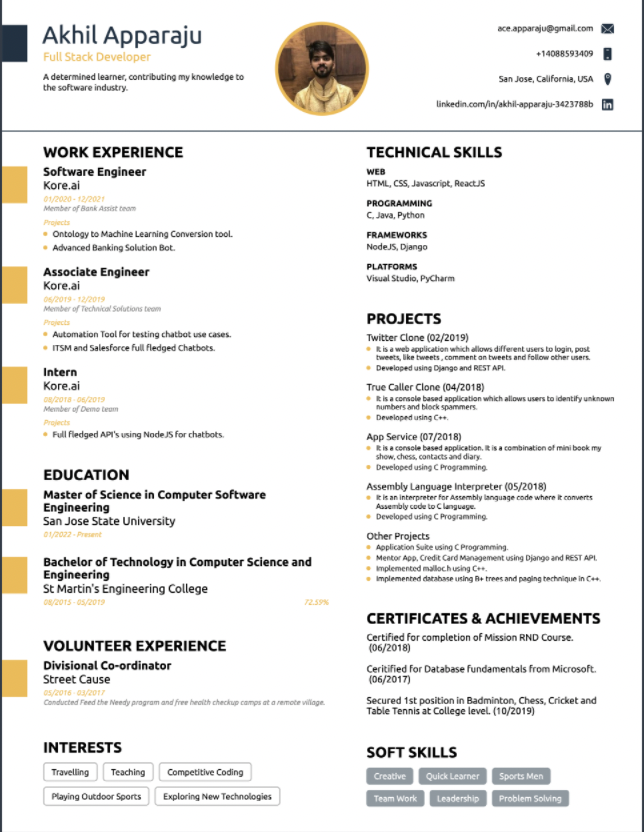 Akhil Apparaju
Full Stack Developer
A determined learner, contributing my knowledge to
the software industry.
ace.apparaju@gmail.com
+14088593409
San Jose, California, USA
linkedin.com/in/akhil-apparaju-3423788b
WORK EXPERIENCE
Software Engineer
Kore.ai
01/2020 - 12/2021
Member of Bank Assist team
Projects
Ontology to Machine Learning Conversion tool.
Advanced Banking Solution Bot.
Associate Engineer
Kore.ai
06/2019 - 12/2019
Member of Technical Solutions team
Projects
Automation Tool for testing chatbot use cases.
ITSM and Salesforce full fledged Chatbots.
Intern
Kore.ai
08/2018 - 06/2019
Member of Demo team
Projects
Full fledged API's using NodeJS for chatbots.
EDUCATION
Master of Science in Computer Software
Engineering
San Jose State University
01/2022 - Present
Bachelor of Technology in Computer Science and
Engineering
St Martin's Engineering College
08/2015 - 05/2019
72.59%
VOLUNTEER EXPERIENCE
Divisional Co-ordinator
Street Cause
05/2016 - 03/2017
Conducted Feed the Needy program and free health checkup camps at a remote village.
INTERESTS
Travelling
Teaching
Competitive Coding
Playing Outdoor Sports
Exploring New Technologies
TECHNICAL SKILLS
WEB
HTML, CSS, Javascript, ReactJS
PROGRAMMING
C, Java, Python
FRAMEWORKS
NodeJS, Django
PLATFORMS
Visual Studio, PyCharm
PROJECTS
Twitter Clone (02/2019)
It is a web application which allows different users to login, post
tweets, like tweets , comment on tweets and follow other users.
Developed using Django and REST API.
True Caller Clone (04/2018)
It is a console based application which allows users to identify unknown
numbers and block spammers.
Developed using C++.
App Service (07/2018)
It is a console based application. It is a combination of mini book my
show, chess, contacts and diary.
Developed using C Programming.
Assembly Language Interpreter (05/2018)
It is an interpreter for Assembly language code where it converts
Assembly code to C language.
Developed using C Programming.
Other Projects
Application Suite using C Programming.
Mentor App, Credit Card Management using Django and REST API.
Implemented malloc.h using C++.
Implemented database using B+ trees and paging technique in C++.
CERTIFICATES & ACHIEVEMENTS
Certified for completion of Mission RND Course.
(06/2018)
Ceritified for Database fundamentals from Microsoft.
(06/2017)
Secured 1st position in Badminton, Chess, Cricket and
Table Tennis at College level. (10/2019)
SOFT SKILLS
Creative
Quick Learner
Sports Men
Team Work
Leadership
Problem Solving